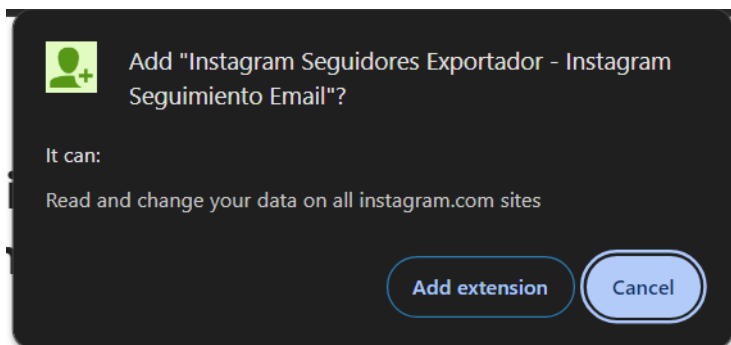 Add "Instagram Seguidores Exportador - Instagram
Seguimiento Email"?
It can:
Read and change your data on all instagram.com sites
Add extension
Cancel